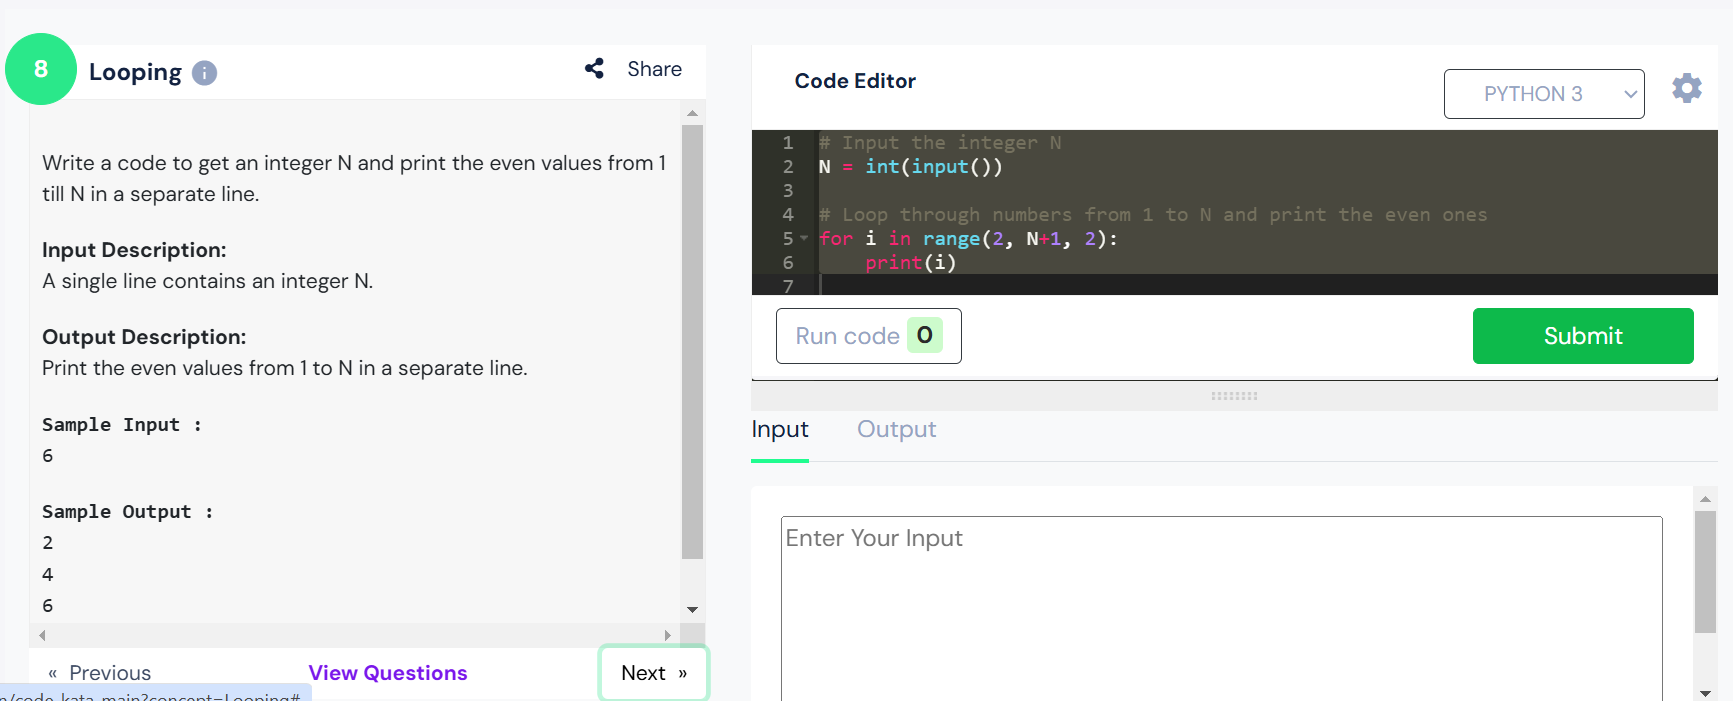 8
Looping i
Share
Write a code to get an integer N and print the even values from 1
till N in a separate line.
Input Description:
A single line contains an integer N.
Output Description:
Print the even values from 1 to N in a separate line.
Sample Input :
6
Sample Output :
2
4
6
« Previous
View Questions
Next »
n/code-kata-main?concept=Looping#
Code Editor
PYTHON 3
1 # Input the integer N
2 N = int(input())
3
4 # Loop through numbers from 1 to N and print the even ones
5 for i in range(2, N+1, 2):
6     print(i)
7
Run code 0
Submit
Input
Output
Enter Your Input